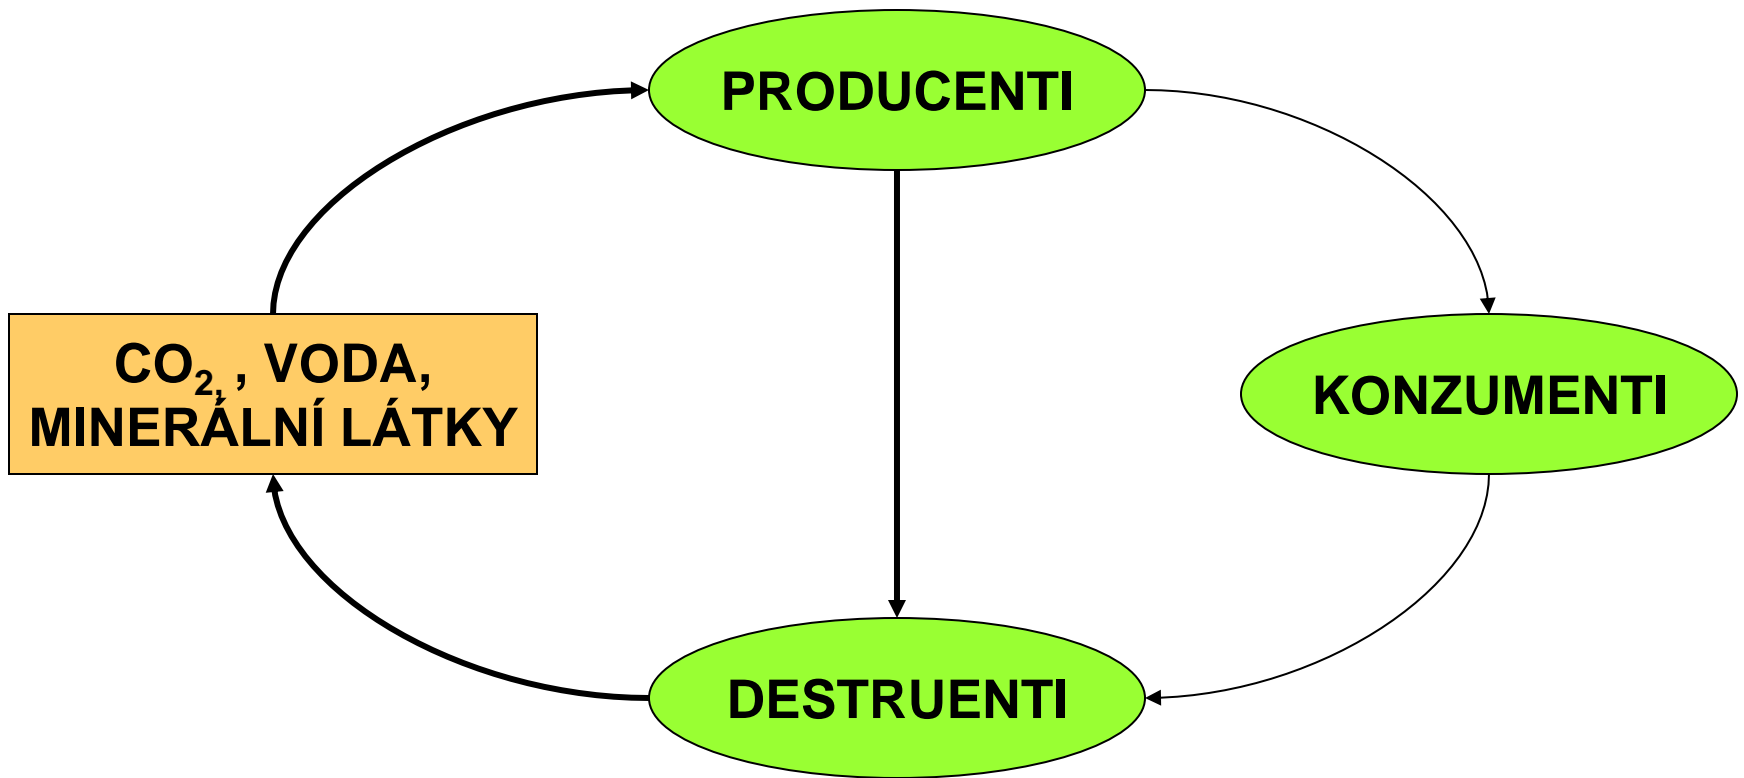 PRODUCENTI
CO₂, , VODA,
MINERÁLNÍ LÁTKY
KONZUMENTI
DESTRUENTI